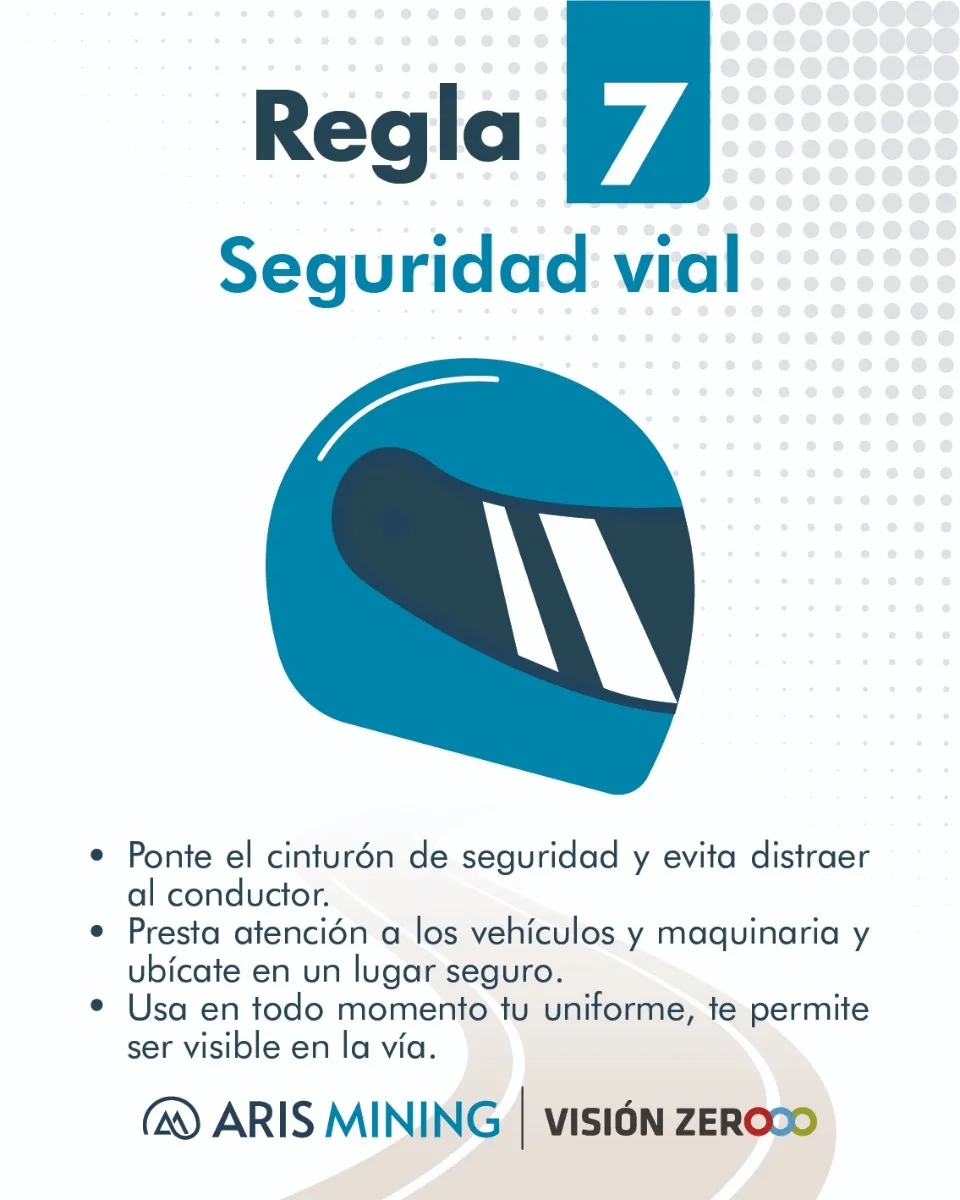 Regla 7
Seguridad vial
• Ponte el cinturón de seguridad y evita distraer
al conductor.
• Presta atención a los vehículos y maquinaria y
ubícate en un lugar seguro.
• Usa en todo momento tu uniforme, te permite
ser visible en la vía.
ARIS MINING | VISIÓN ZEROOO